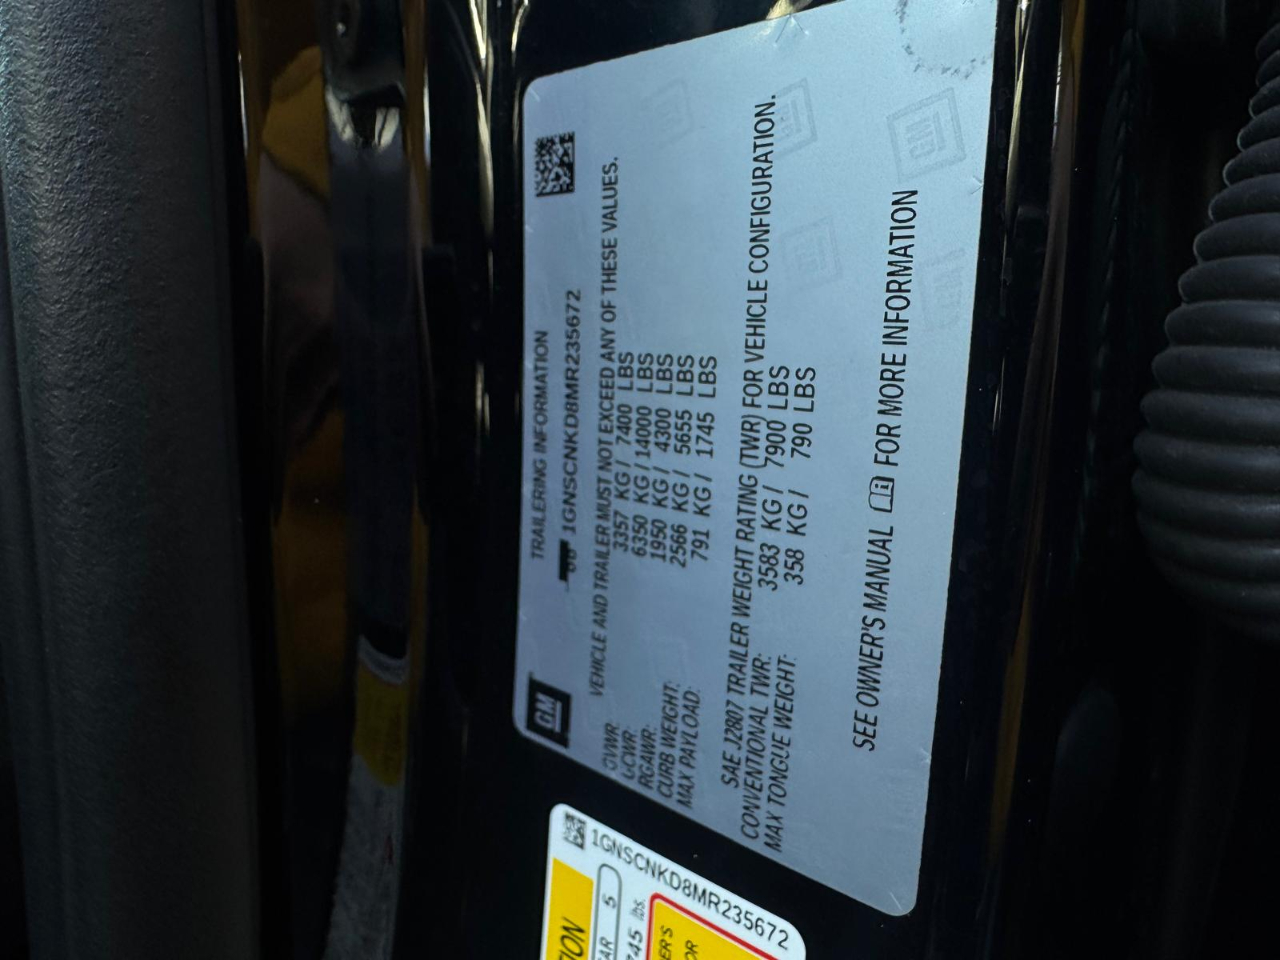 GM
TRAILERING INFORMATION
1GNSCNKD8MR235672
VEHICLE AND TRAILER MUST NOT EXCEED ANY OF THESE VALUES.
GVWR: 3357 KG / 7400 LBS
GCWR: 6350 KG / 14000 LBS
RGAWR: 1950 KG / 4300 LBS
CURB WEIGHT: 2566 KG / 5655 LBS
MAX PAYLOAD: 791 KG / 1745 LBS
SAE J2807 TRAILER WEIGHT RATING (TWR) FOR VEHICLE CONFIGURATION.
CONVENTIONAL TWR: 3583 KG / 7900 LBS
MAX TONGUE WEIGHT: 358 KG / 790 LBS
SEE OWNER'S MANUAL FOR MORE INFORMATION
1GNSCNKD8MR235672
5
lbs.